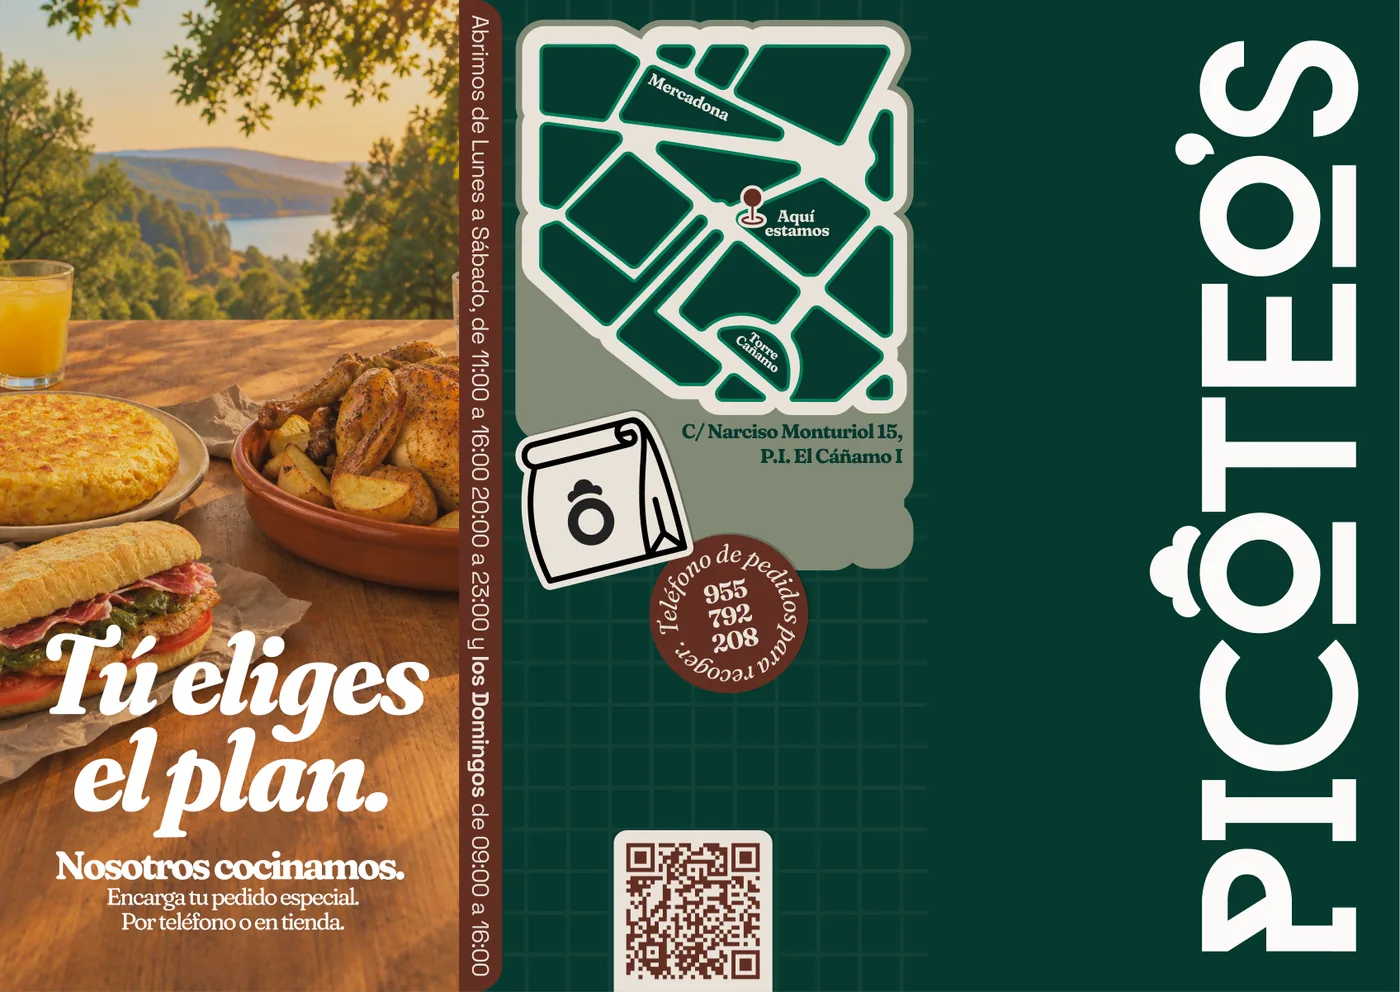 Tú eliges
el plan.
Nosotros cocinamos.
Encarga tu pedido especial.
Por teléfono o en tienda.
Abrimos de Lunes a Sábado, de 11:00 a 16:00 20:00 a 23:00 y los Domingos de 09:00 a 16:00
Mercadona
Aquí
estamos
Torre
Cañamo
C/ Narciso Monturiol 15,
P.I. El Cáñamo I
Teléfono de pedidos para recoger:
955
792
208
PICÔTEO'S